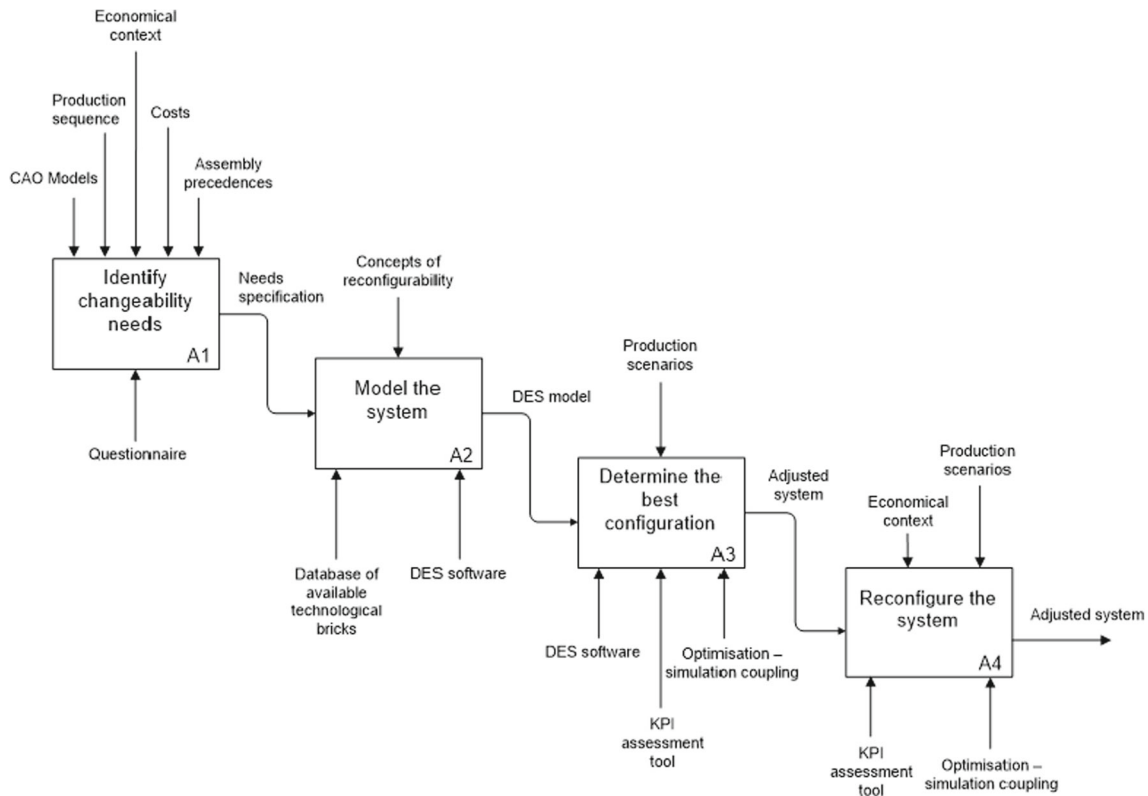 Economical
context
Production
sequence
Costs
CAO Models
Assembly
precedences
Identify
changeability
needs
A1
Needs
specification
Questionnaire
Concepts of
reconfigurability
Model the
system
A2
DES model
Database of
available
technological
bricks
DES software
Production
scenarios
Determine the
best
configuration
A3
Adjusted
system
DES software
KPI
assessment
tool
Optimisation –
simulation coupling
Economical
context
Production
scenarios
Reconfigure the
system
A4
Adjusted system
KPI
assessment
tool
Optimisation –
simulation coupling